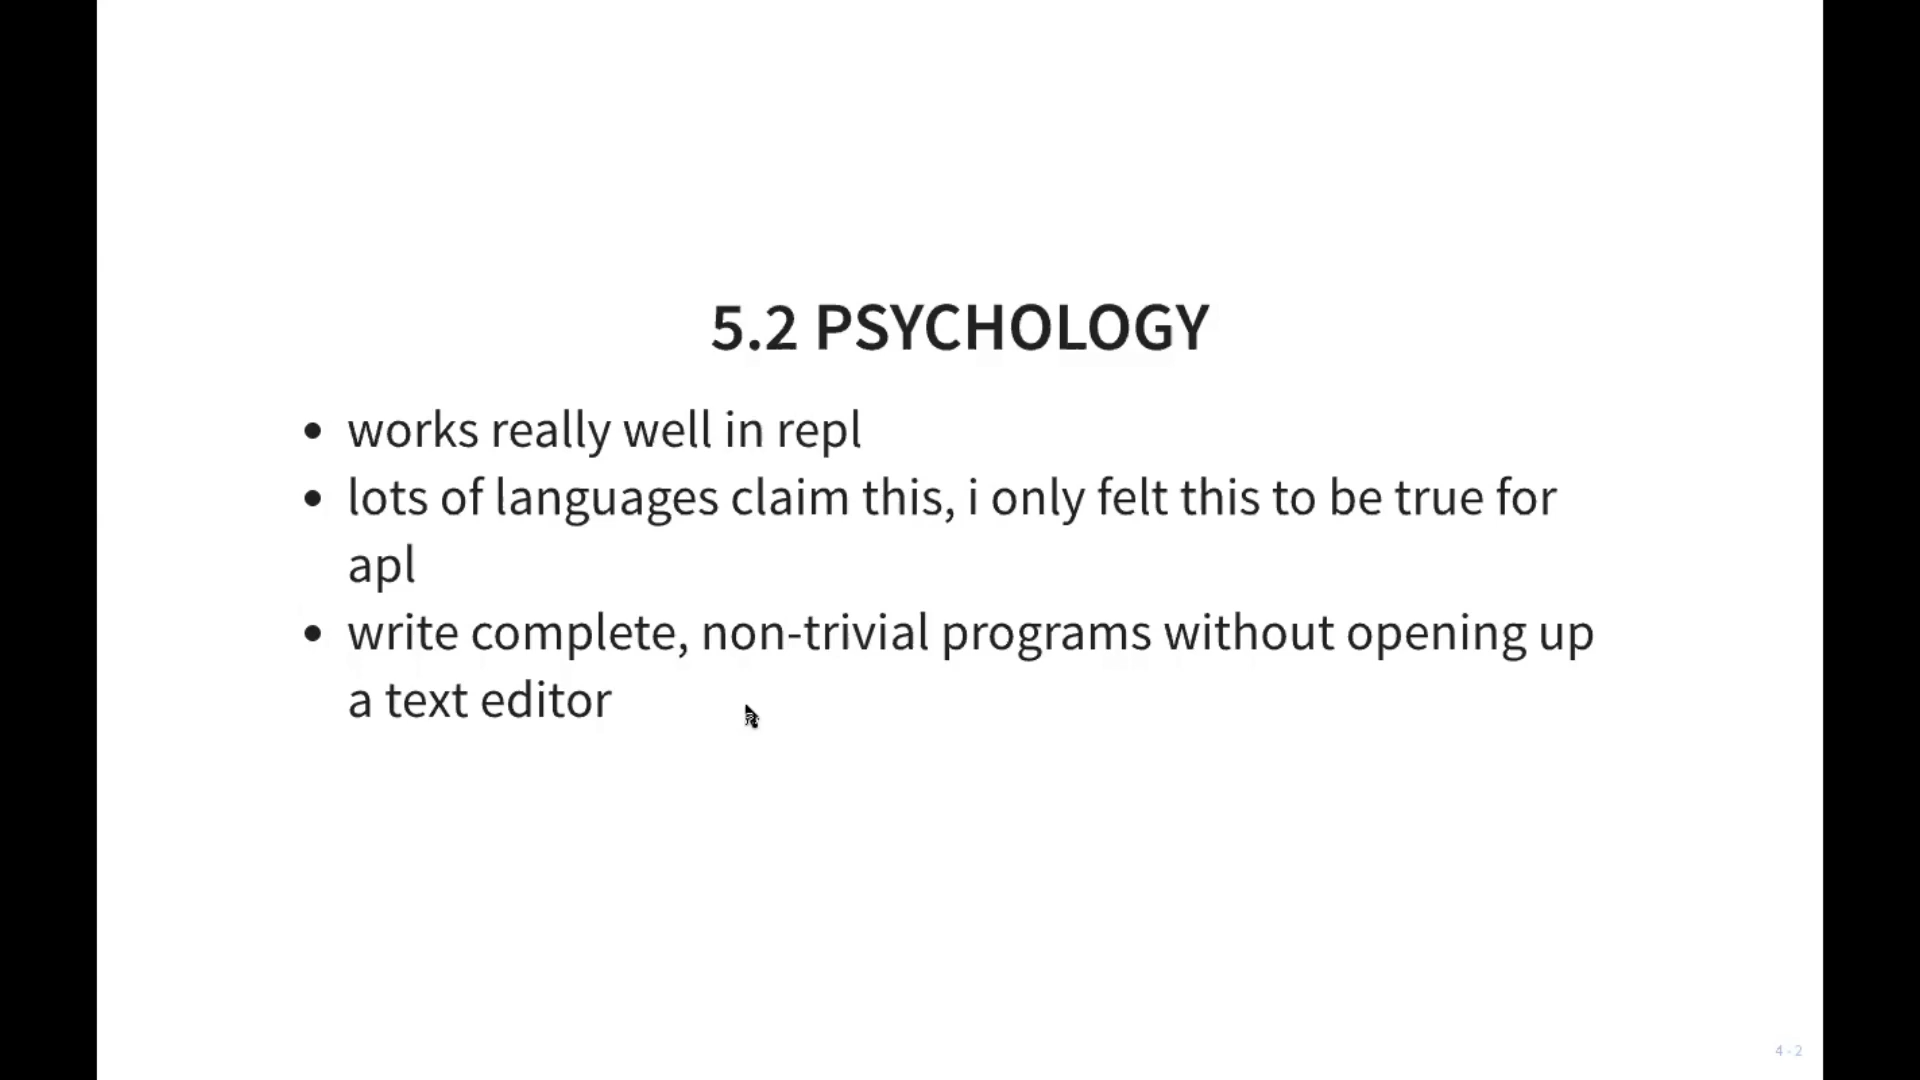 5.2 PSYCHOLOGY
• works really well in repl
• lots of languages claim this, i only felt this to be true for
apl
• write complete, non-trivial programs without opening up
a text editor
4 - 2